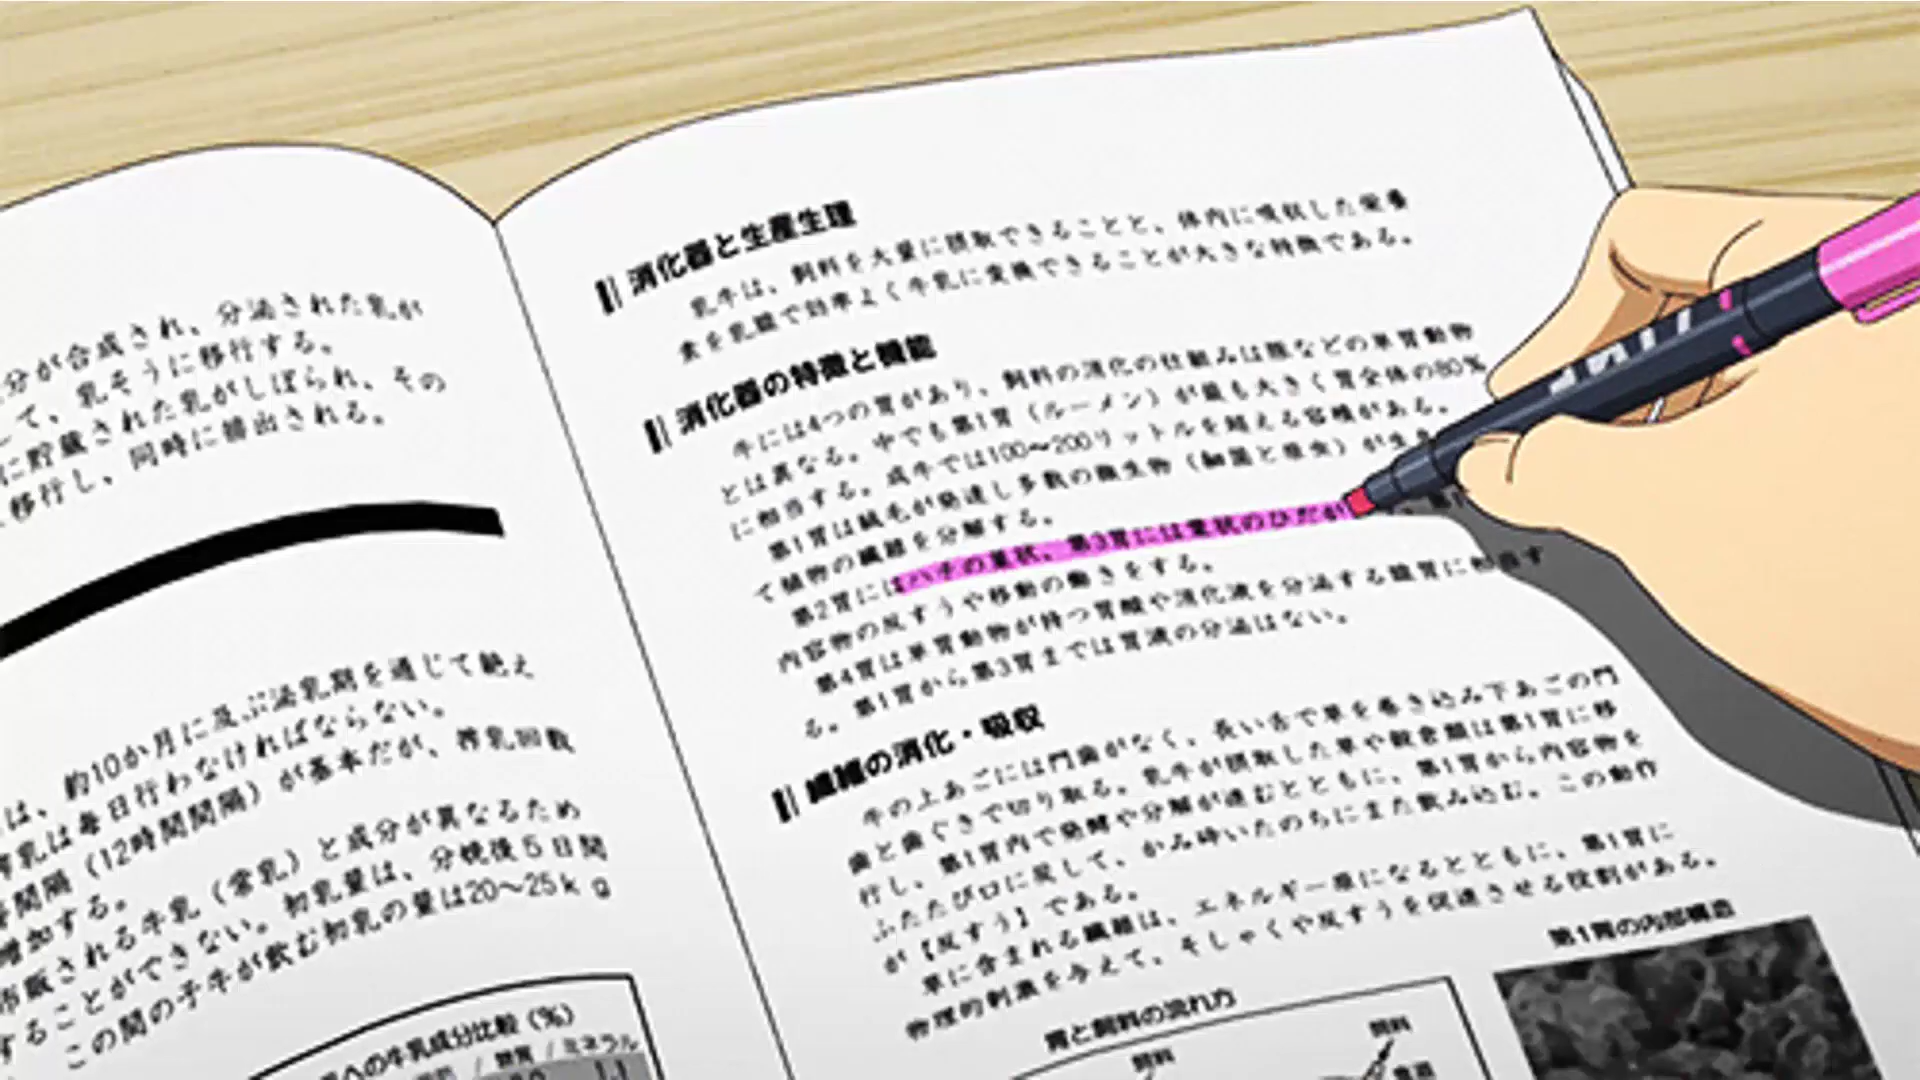 分が合成され、分泌された乳が
て、乳そうに移行する。
に貯蔵された乳がしぼられ、その
移行し、同時に排出される。
は、約10か月に及ぶ泌乳期を通じて絶え
乳は毎日行わなければならない。
間隔（12時間間隔）が基本だが、搾乳回数
増加する。
市販される牛乳（常乳）と成分が異なるため
することができない。初乳量は、分娩後5日間
この間の子牛が飲む初乳の量は20〜25kg
への牛乳成分比較（%）
糖質 / ミネラル
1.1
消化器と生産生理
乳牛は、飼料を大量に摂取できることと、体内に吸収した栄養
素を乳腺で効率よく牛乳に変換できることが大きな特徴である。
消化器の特徴と機能
牛には4つの胃があり、飼料の消化の仕組みは豚などの単胃動物
とは異なる。中でも第1胃（ルーメン）が最も大きく胃全体の80%
に相当する。成牛では100〜200リットルを超える容積がある。
第1胃は絨毛が発達し多数の微生物（細菌と原虫）が生
て植物の繊維を分解する。
第2胃にはハチの巣状、第3胃には葉状のひだが
内容物の反すうや移動の働きをする。
第4胃は単胃動物が持つ胃酸や消化液を分泌する腺胃に相当す
る。第1胃から第3胃までは胃液の分泌はない。
繊維の消化・吸収
牛の上あごには門歯がなく、長い舌で草を巻き込み下あごの門
歯と歯ぐきで切り取る。乳牛が摂取した草や穀倉類は第1胃に移
行し、第1胃内で発酵や分解が進むとともに、第1胃から内容物を
ふたたび口に戻して、かみ砕いたのちにまた飲み込む。この動作
が【反すう】である。
草に含まれる繊維は、エネルギー源になるとともに、第1胃に
物理的刺激を与えて、そしゃくや反すうを促進させる役割がある。
胃と飼料の流れ方
飼料
飼料
食道
第1胃の内部構造